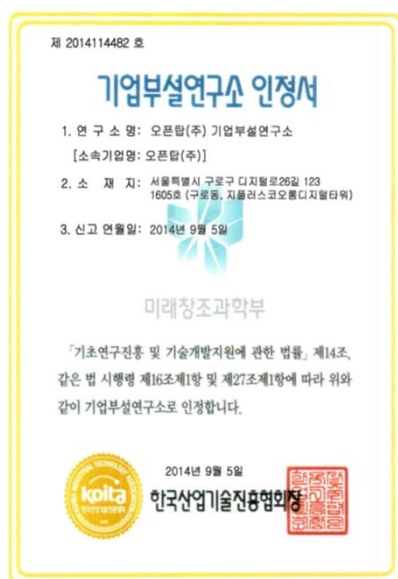 제 2014114482 호
기업부설연구소 인정서
1. 연 구 소 명: 오픈탑(주) 기업부설연구소
[소속기업명: 오픈탑(주)]
2. 소 재 지: 서울특별시 구로구 디지털로26길 123
1605호 (구로동, 지플러스코오롱디지털타워)
3. 신고 연월일: 2014년 9월 5일
미래창조과학부
「기초연구진흥 및 기술개발지원에 관한 법률」제14조,
같은 법 시행령 제16조제1항 및 제27조제1항에 따라 위와
같이 기업부설연구소로 인정합니다.
2014년 9월 5일
koita
한국산업기술진흥협회장